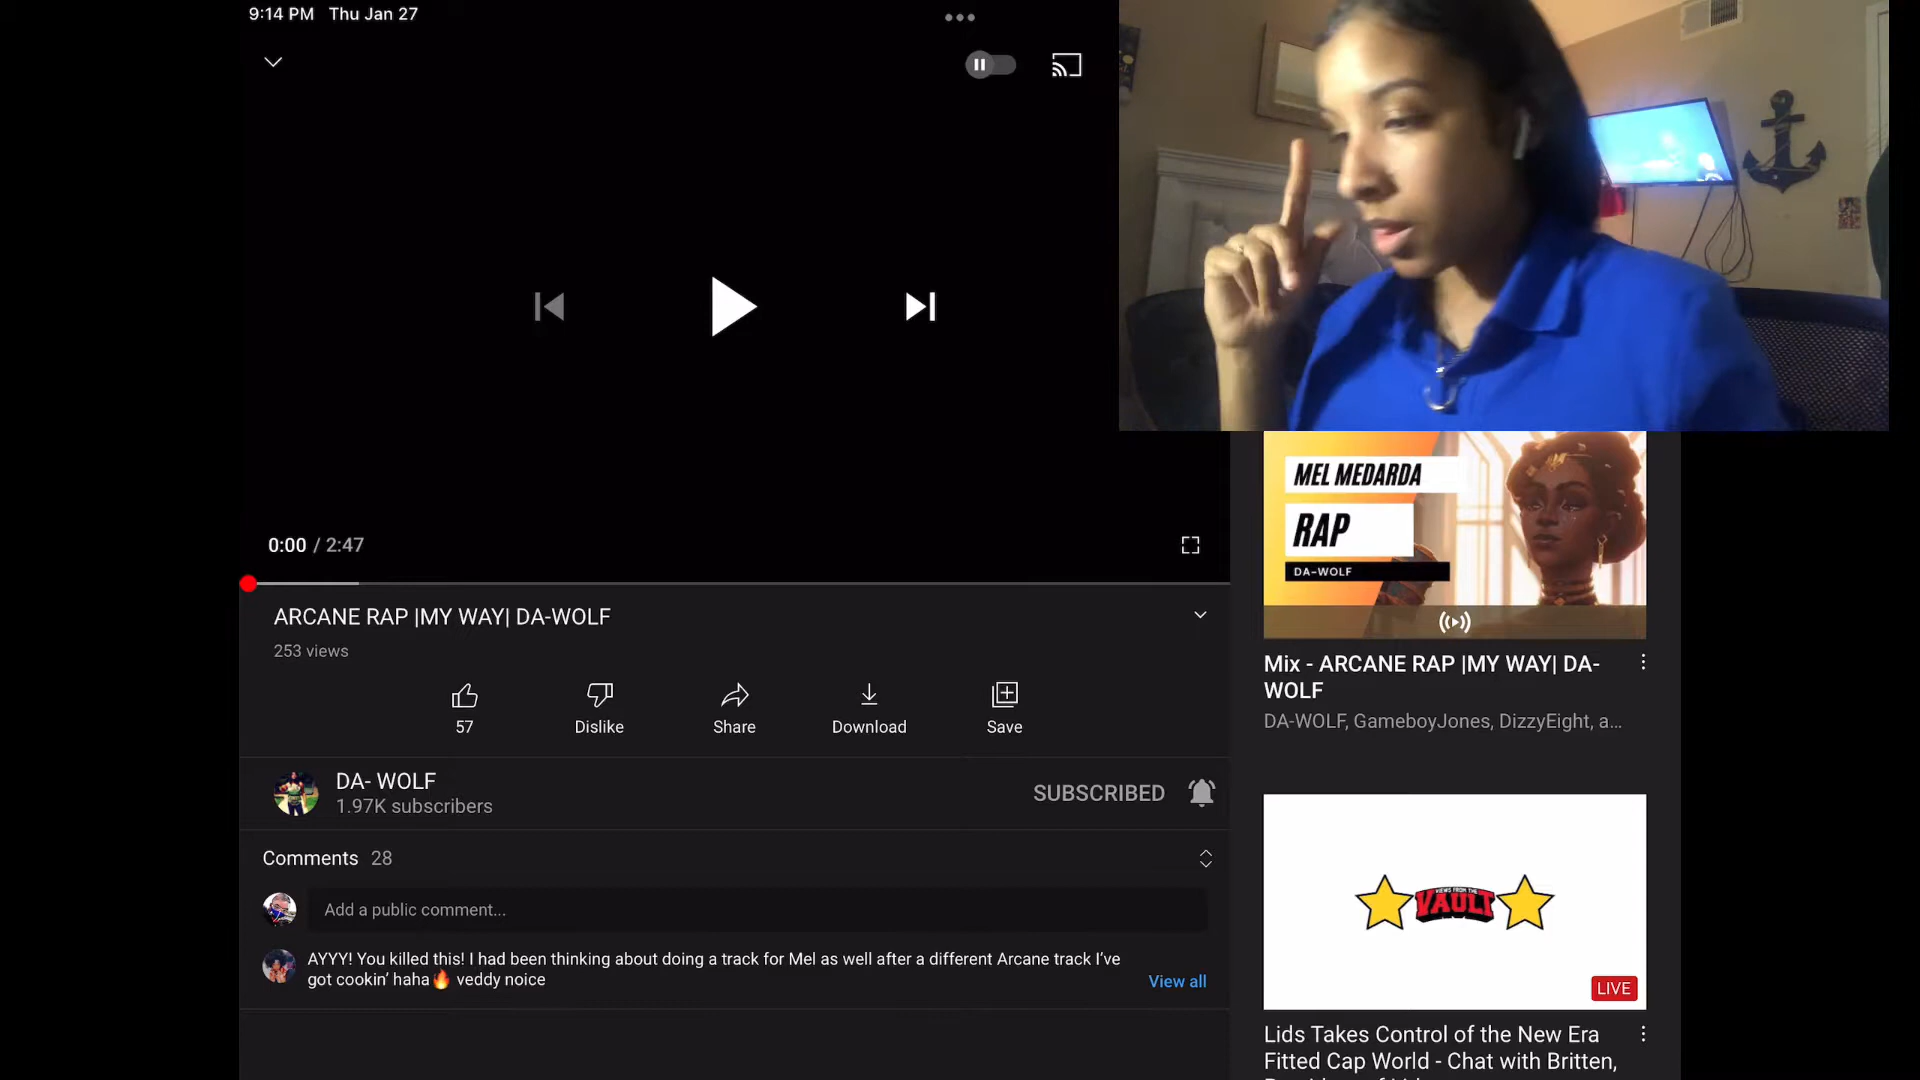 9:14 PM Thu Jan 27
0:00 / 2:47
ARCANE RAP |MY WAY| DA-WOLF
253 views
57
Dislike
Share
Download
Save
DA- WOLF
1.97K subscribers
SUBSCRIBED
Comments 28
Add a public comment...
AYYY! You killed this! I had been thinking about doing a track for Mel as well after a different Arcane track I’ve
got cookin’ haha🔥 veddy noice
View all
MEL MEDARDA
RAP
DA-WOLF
Mix - ARCANE RAP |MY WAY| DA-
WOLF
DA-WOLF, GameboyJones, DizzyEight, a...
VIEWS FROM THE
VAULT
LIVE
Lids Takes Control of the New Era
Fitted Cap World - Chat with Britten,